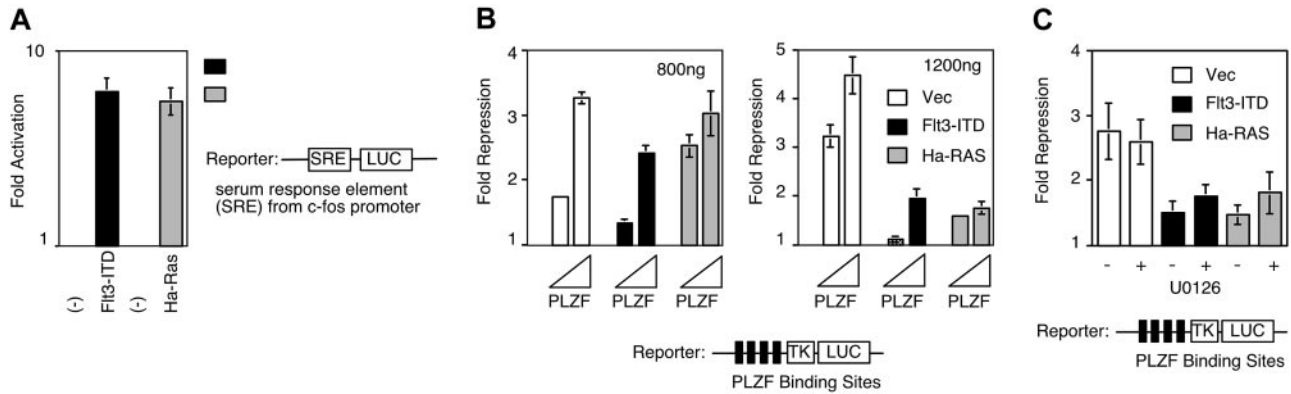 A
10
Fold Activation
1
(-)
Flt3-ITD
(-)
Ha-Ras
Reporter:
SRE
LUC
serum response element
(SRE) from c-fos promoter
B
4
3
2
1
Fold Repression
800ng
PLZF
PLZF
PLZF
5
4
3
2
1
Fold Repression
1200ng
Vec
Flt3-ITD
Ha-RAS
PLZF
PLZF
PLZF
Reporter:
TK
LUC
PLZF Binding Sites
C
4
3
2
1
Fold Repression
Vec
Flt3-ITD
Ha-RAS
- + - + - +
U0126
Reporter:
TK
LUC
PLZF Binding Sites